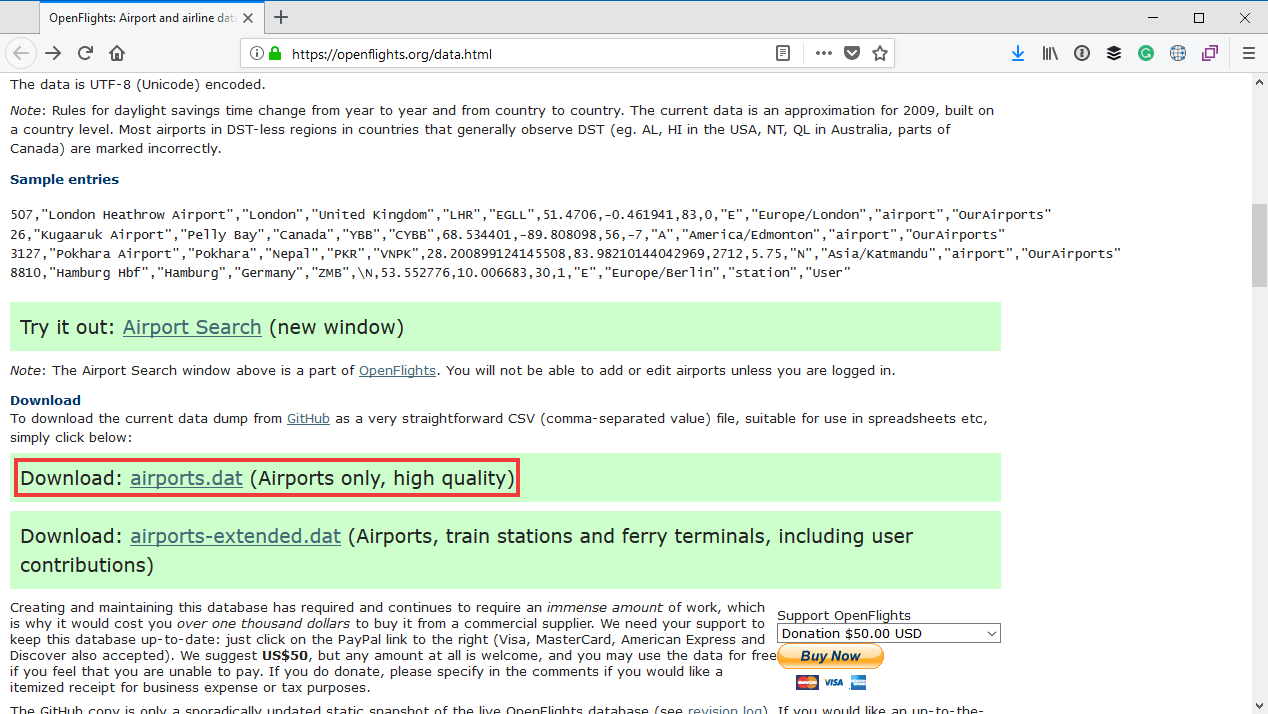 OpenFlights: Airport and airline data
https://openflights.org/data.html
The data is UTF-8 (Unicode) encoded.
Note: Rules for daylight savings time change from year to year and from country to country. The current data is an approximation for 2009, built on
a country level. Most airports in DST-less regions in countries that generally observe DST (eg. AL, HI in the USA, NT, QL in Australia, parts of
Canada) are marked incorrectly.
Sample entries
507,"London Heathrow Airport","London","United Kingdom","LHR","EGLL",51.4706,-0.461941,83,0,"E","Europe/London","airport","OurAirports"
26,"Kugaaruk Airport","Pelly Bay","Canada","YBB","CYBB",68.534401,-89.808098,56,-7,"A","America/Edmonton","airport","OurAirports"
3127,"Pokhara Airport","Pokhara","Nepal","PKR","VNPK",28.200899124145508,83.98210144042969,2712,5.75,"N","Asia/Katmandu","airport","OurAirports"
8810,"Hamburg Hbf","Hamburg","Germany","ZMB",\N,53.552776,10.006683,30,1,"E","Europe/Berlin","station","User"
Try it out: Airport Search (new window)
Note: The Airport Search window above is a part of OpenFlights. You will not be able to add or edit airports unless you are logged in.
Download
To download the current data dump from GitHub as a very straightforward CSV (comma-separated value) file, suitable for use in spreadsheets etc,
simply click below:
Download: airports.dat (Airports only, high quality)
Download: airports-extended.dat (Airports, train stations and ferry terminals, including user
contributions)
Creating and maintaining this database has required and continues to require an immense amount of work, which
is why it would cost you over one thousand dollars to buy it from a commercial supplier. We need your support to
keep this database up-to-date: just click on the PayPal link to the right (Visa, MasterCard, American Express and
Discover also accepted). We suggest US$50, but any amount at all is welcome, and you may use the data for free
if you feel that you are unable to pay. If you do donate, please specify in the comments if you would like a
itemized receipt for business expense or tax purposes.
Support OpenFlights
Donation $50.00 USD
Buy Now
VISA
The GitHub copy is only a sporadically updated static snapshot of the live OpenFlights database (see revision log). If you would like an up-to-the-